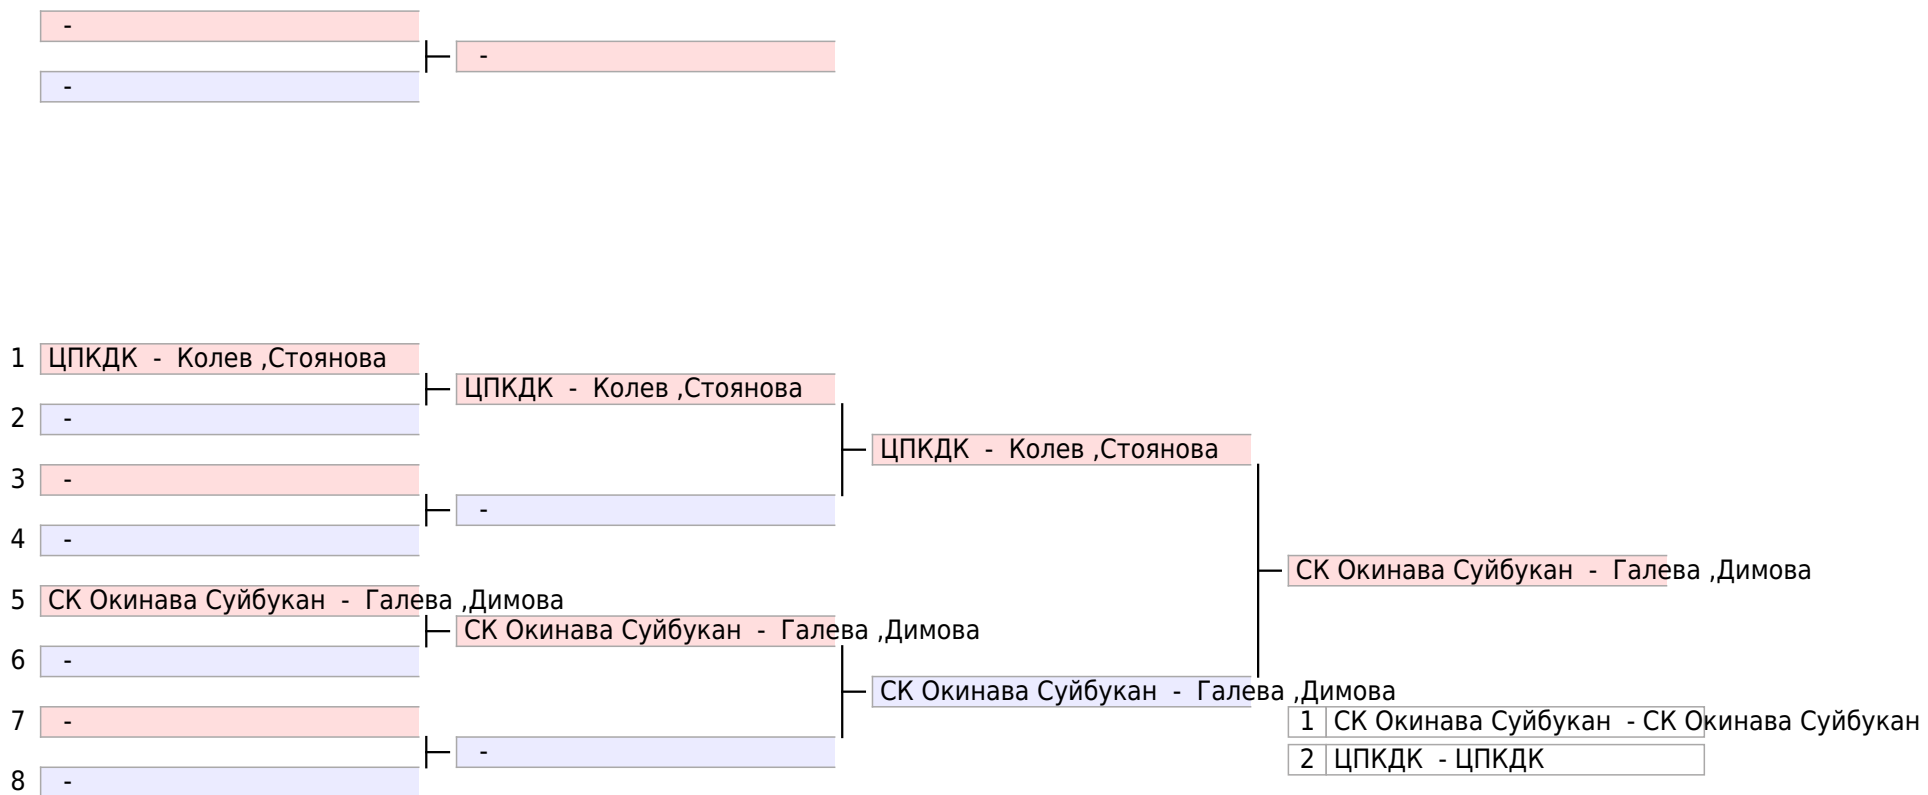 -
-
-
1 ЦПКДК - Колев ,Стоянова
ЦПКДК - Колев ,Стоянова
2 -
ЦПКДК - Колев ,Стоянова
3 -
-
4 -
СК Окинава Суйбукан - Галева ,Димова
5 СК Окинава Суйбукан - Галева ,Димова
СК Окинава Суйбукан - Галева ,Димова
6 -
СК Окинава Суйбукан - Галева ,Димова
7 -
1 СК Окинава Суйбукан - СК Окинава Суйбукан
-
2 ЦПКДК - ЦПКДК
8 -